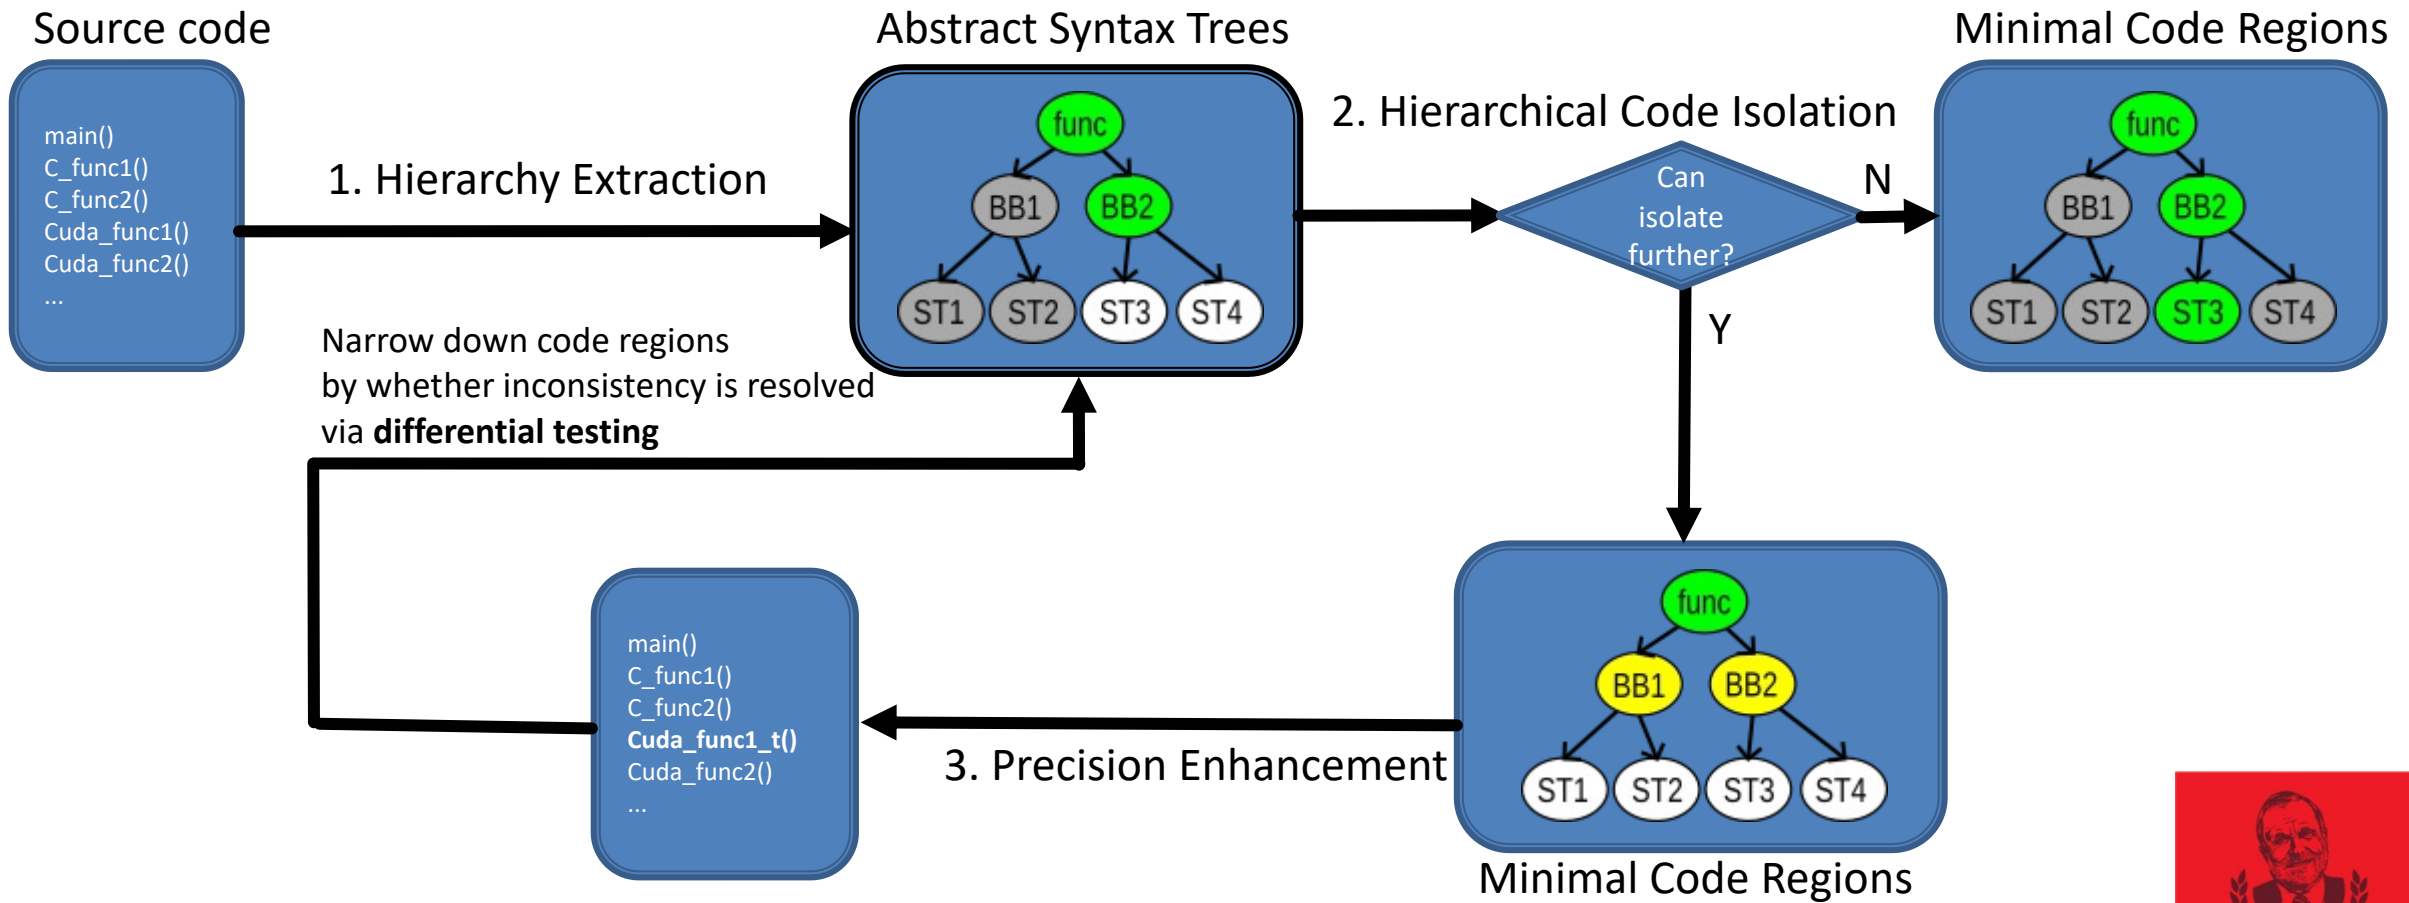 Source code
main()
C_func1()
C_func2()
Cuda_func1()
Cuda_func2()
...
1. Hierarchy Extraction
Abstract Syntax Trees
func
BB1 BB2
ST1 ST2 ST3 ST4
2. Hierarchical Code Isolation
Can
isolate
further?
N
Y
Minimal Code Regions
func
BB1 BB2
ST1 ST2 ST3 ST4
Narrow down code regions
by whether inconsistency is resolved
via differential testing
main()
C_func1()
C_func2()
Cuda_func1_t()
Cuda_func2()
...
3. Precision Enhancement
func
BB1 BB2
ST1 ST2 ST3 ST4
Minimal Code Regions